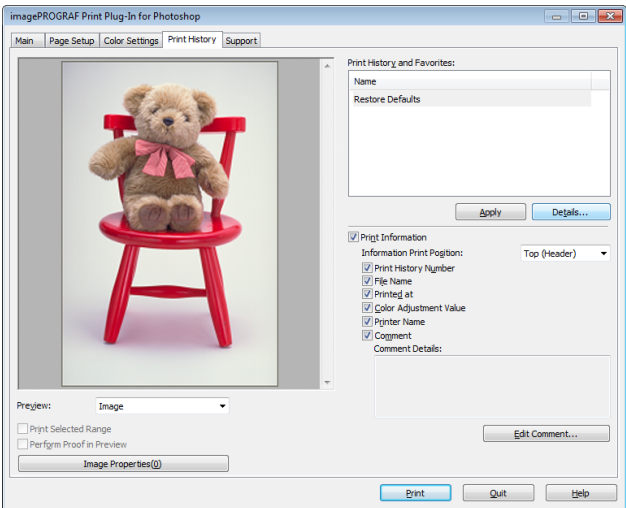 imagePROGRAF Print Plug-In for Photoshop
Main Page Setup Color Settings Print History Support
Print History and Favorites:
Name
Restore Defaults
Apply Details...
Print Information
Information Print Position: Top (Header)
Print History Number
File Name
Printed at
Color Adjustment Value
Printer Name
Comment
Comment Details:
Preview: Image
Print Selected Range
Perform Proof in Preview
Edit Comment...
Image Properties(0)
Print Quit Help